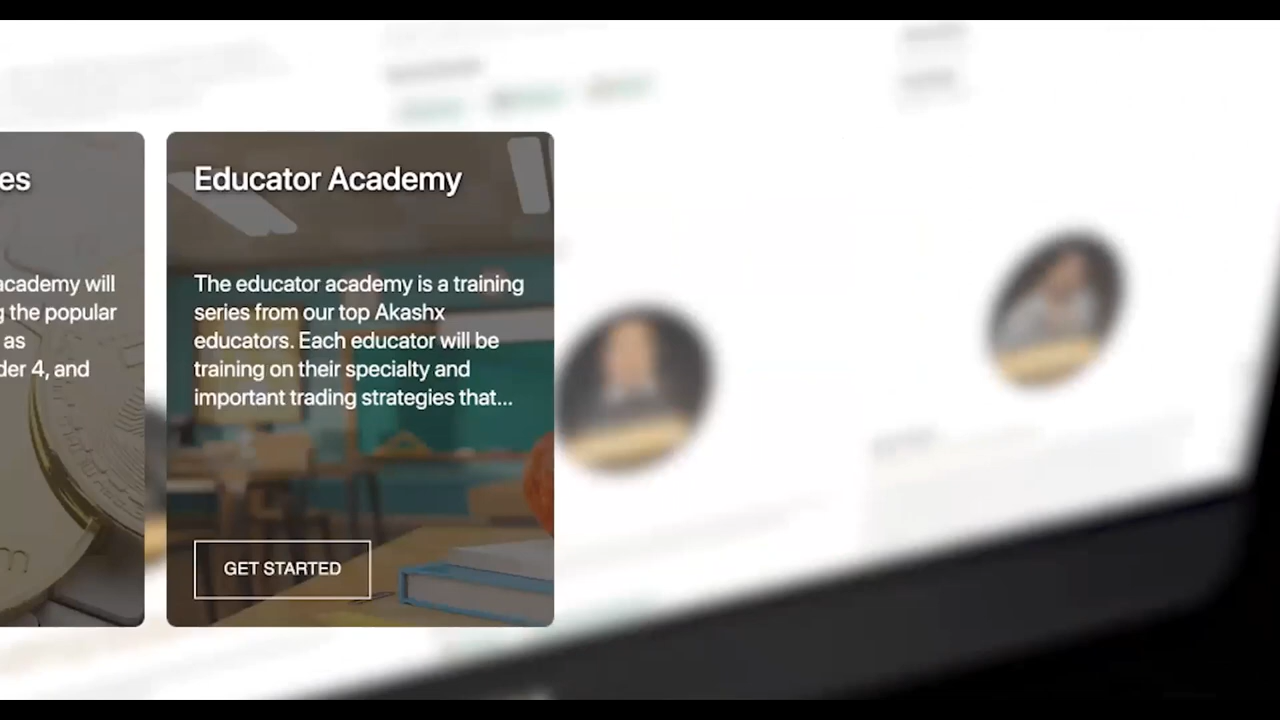 es
academy will
g the popular
as
der 4, and
Educator Academy
The educator academy is a training
series from our top Akashx
educators. Each educator will be
training on their specialty and
important trading strategies that...
GET STARTED